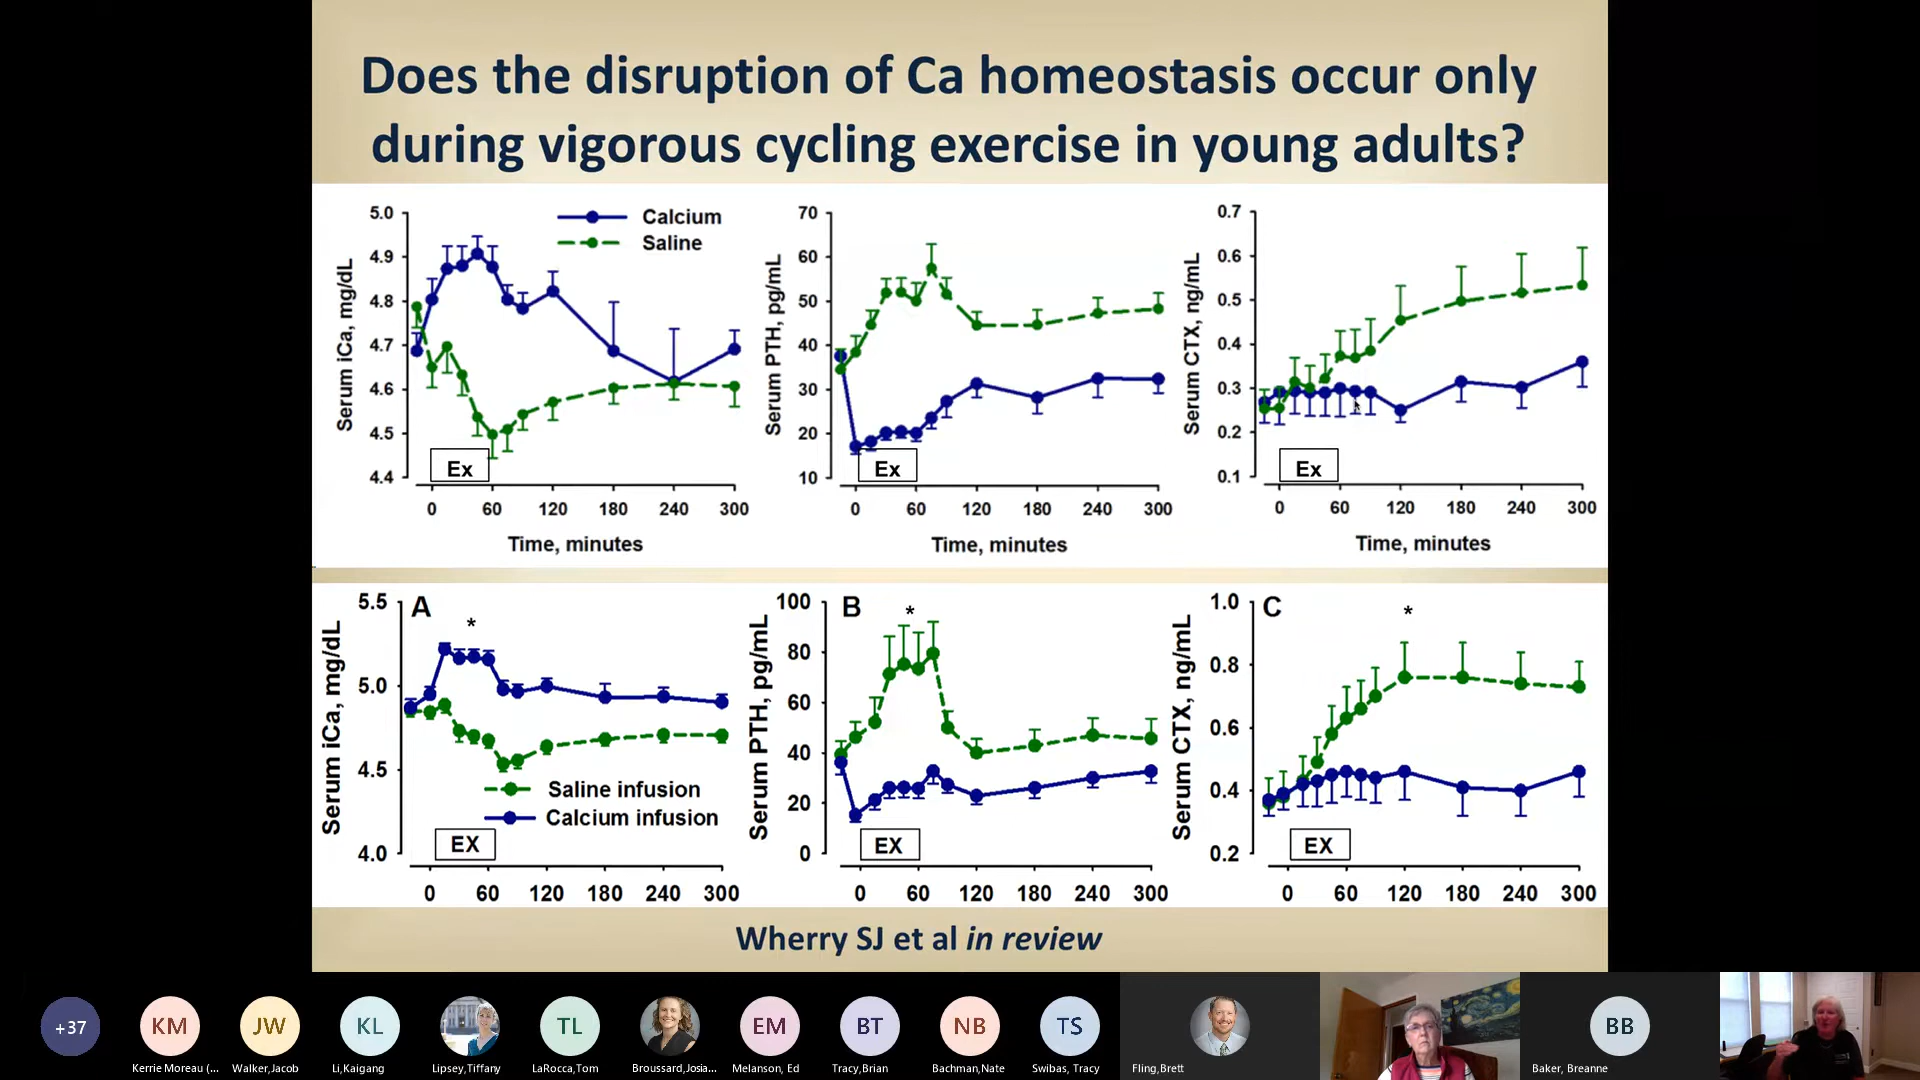 Does the disruption of Ca homeostasis occur only
during vigorous cycling exercise in young adults?
5.0
4.9
4.8
4.7
4.6
4.5
4.4
Serum iCa, mg/dL
Calcium
Saline
Ex
0 60 120 180 240 300
Time, minutes
70
60
50
40
30
20
10
Serum PTH, pg/mL
Ex
0 60 120 180 240 300
Time, minutes
0.7
0.6
0.5
0.4
0.3
0.2
0.1
Serum CTX, ng/mL
Ex
0 60 120 180 240 300
Time, minutes
A
*
5.5
5.0
4.5
4.0
Serum iCa, mg/dL
Saline infusion
Calcium infusion
EX
0 60 120 180 240 300
B
*
100
80
60
40
20
0
Serum PTH, pg/mL
EX
0 60 120 180 240 300
C
*
1.0
0.8
0.6
0.4
0.2
Serum CTX, ng/mL
EX
0 60 120 180 240 300
Wherry SJ et al in review
+37
KM
JW
KL
TL
EM
BT
NB
TS
BB
Kerrie Moreau (...
Walker,Jacob
Li,Kaigang
Lipsey,Tiffany
LaRocca,Tom
Broussard,Josia...
Melanson, Ed
Tracy,Brian
Bachman,Nate
Swibas, Tracy
Fling,Brett
Baker, Breanne